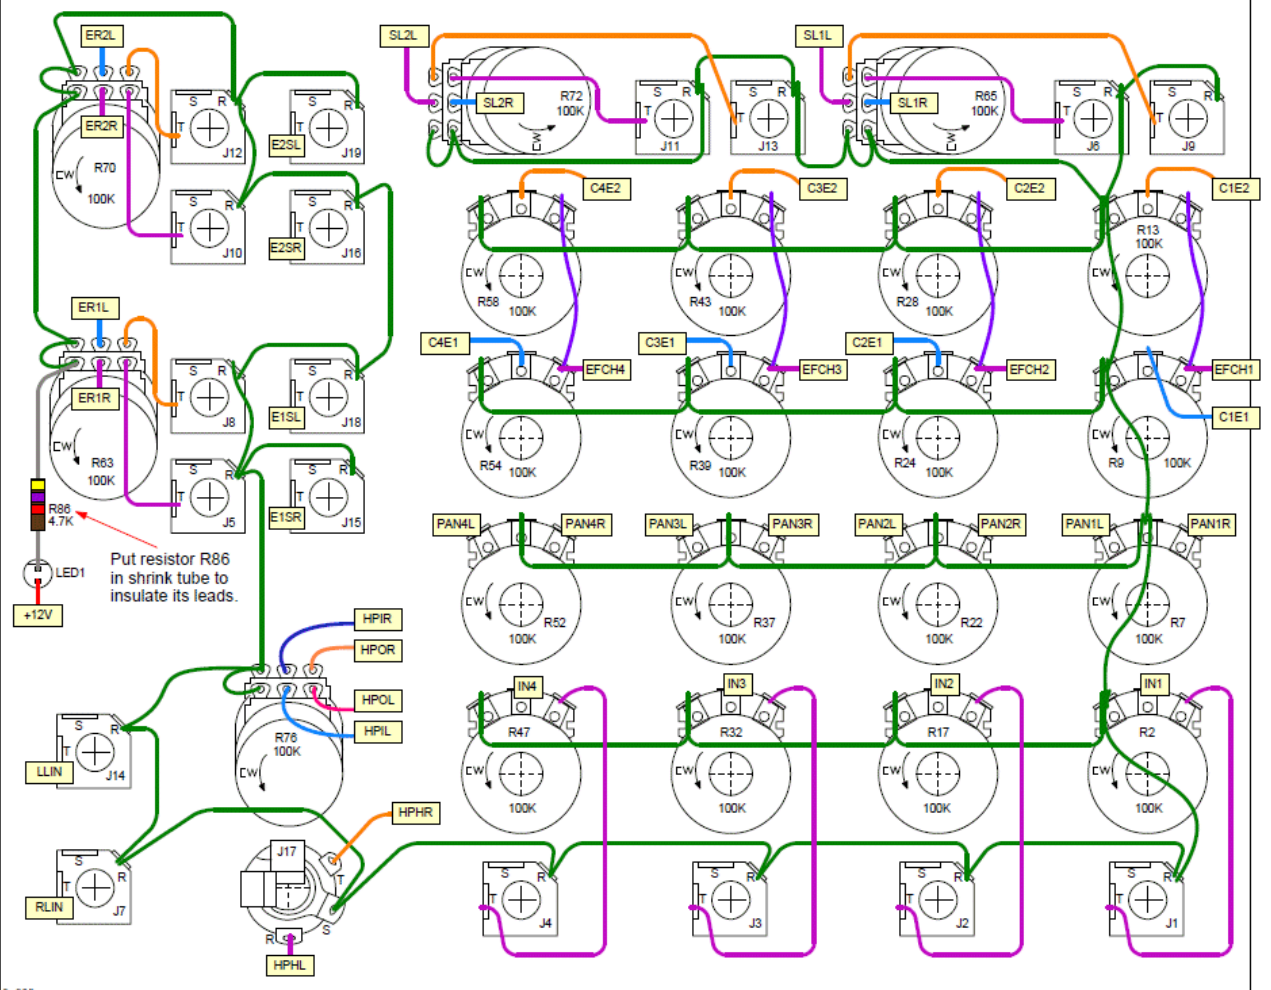 ER2L
ER2R
R70
CW
100K
S
R
T
J12
E2SL
J19
S
R
S
R
T
J10
E2SR
J16
S
R
ER1L
ER1R
CW
R63
100K
S
R
T
J8
E1SL
J18
S
R
S
R
T
J5
E1SR
J15
S
R
R86
4.7K
LED1
+12V
Put resistor R86
in shrink tube to
insulate its leads.
SL2L
SL2R
R72
100K
CW
S
R
T
J11
S
T
J13
SL1L
SL1R
R65
100K
CW
S
T
J6
S
R
T
J9
C4E2
C3E2
C2E2
C1E2
CW
R58
100K
CW
R43
100K
CW
R28
100K
R13
100K
CW
C4E1
EFCH4
C3E1
EFCH3
C2E1
EFCH2
EFCH1
C1E1
CW
R54
100K
CW
R39
100K
CW
R24
100K
CW
R9
100K
PAN4L
PAN4R
PAN3L
PAN3R
PAN2L
PAN2R
PAN1L
PAN1R
CW
R52
100K
CW
R37
100K
CW
R22
100K
CW
R7
100K
HPIR
HPOR
HPOL
HPIL
R76
100K
CW
S
R
T
LLIN
J14
S
R
T
RLIN
J7
HPHR
J17
T
S
R
HPHL
IN4
IN3
IN2
IN1
R47
CW
100K
R32
CW
100K
R17
CW
100K
R2
CW
100K
S
R
T
J4
S
R
T
J3
S
R
T
J2
S
R
T
J1